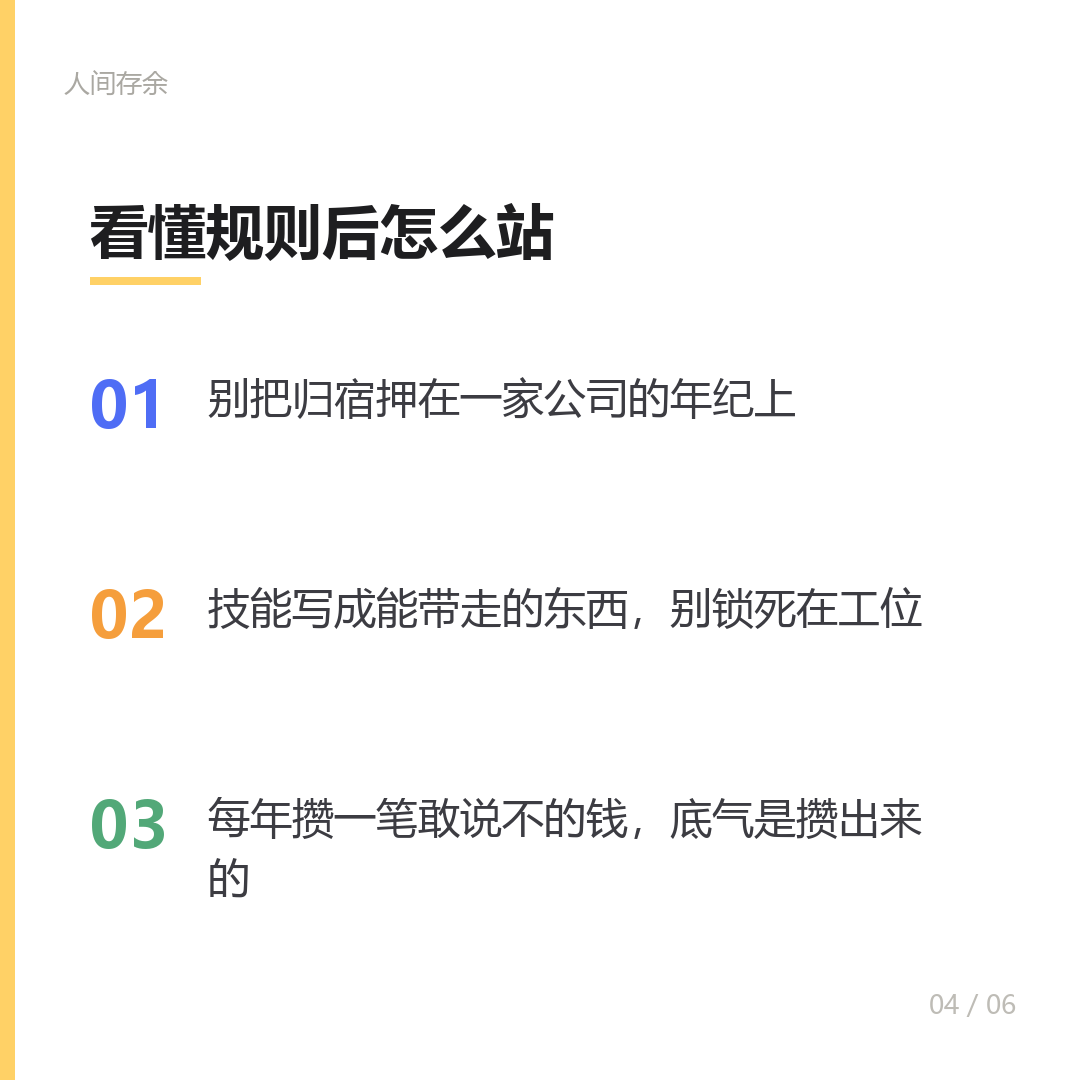 人间存余
看懂规则后怎么站
01 别把归宿押在一家公司的年纪上
02 技能写成能带走的东西，别锁死在工位
03 每年攒一笔敢说不的钱，底气是攒出来
的
04 / 06